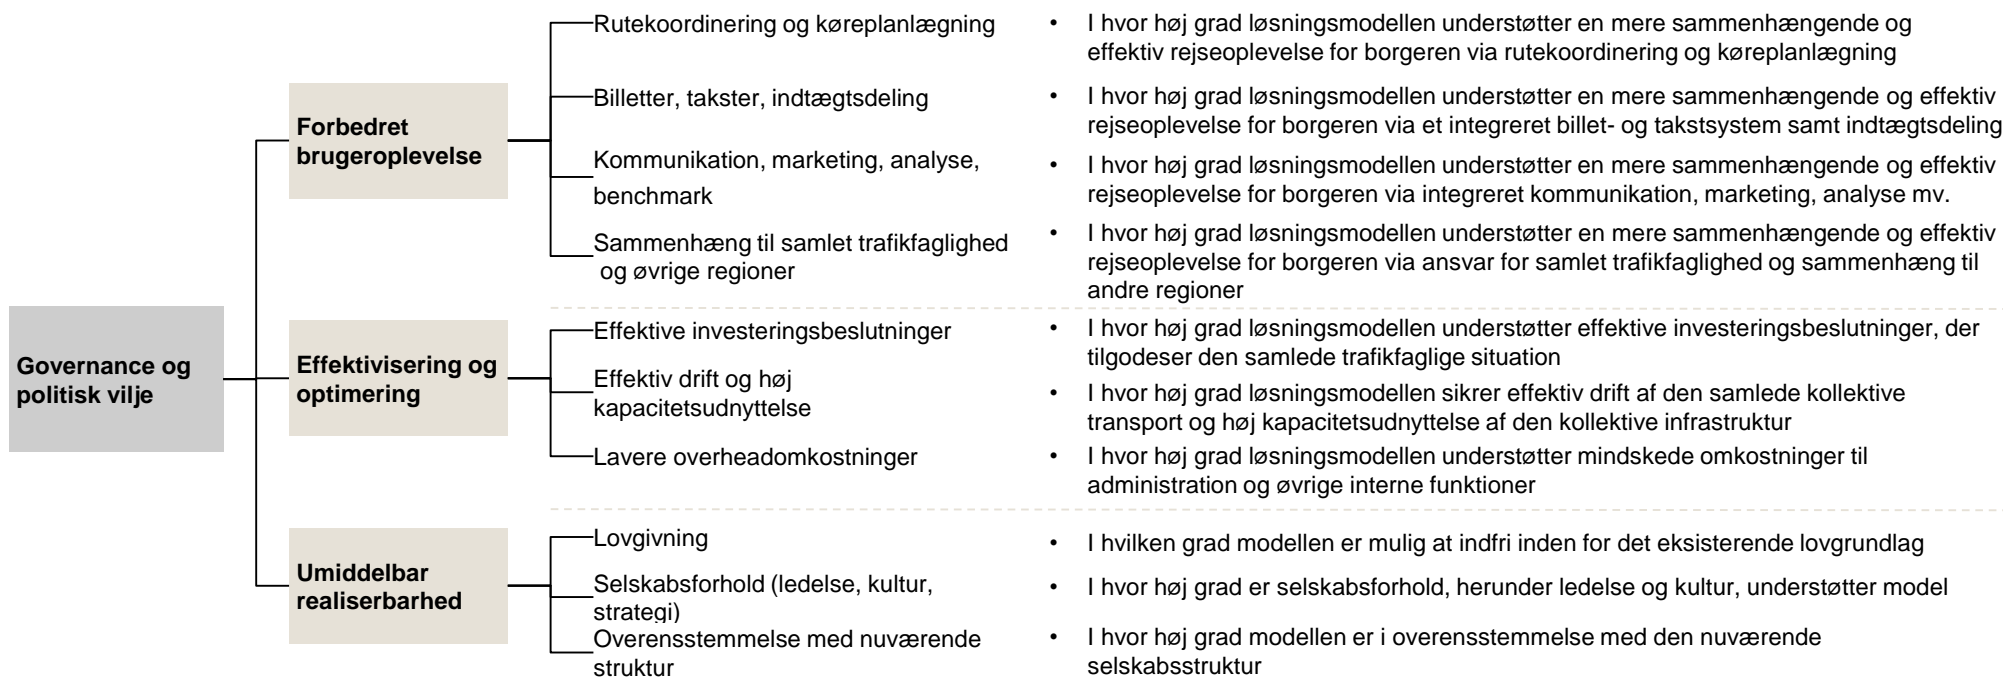 Governance og
politisk vilje
Forbedret
brugeroplevelse
Rutekoordinering og køreplanlægning
• I hvor høj grad løsningsmodellen understøtter en mere sammenhængende og
effektiv rejseoplevelse for borgeren via rutekoordinering og køreplanlægning
Billetter, takster, indtægtsdeling
• I hvor høj grad løsningsmodellen understøtter en mere sammenhængende og effektiv
rejseoplevelse for borgeren via et integreret billet- og takstsystem samt indtægtsdeling
Kommunikation, marketing, analyse,
benchmark
• I hvor høj grad løsningsmodellen understøtter en mere sammenhængende og effektiv
rejseoplevelse for borgeren via integreret kommunikation, marketing, analyse mv.
Sammenhæng til samlet trafikfaglighed
og øvrige regioner
• I hvor høj grad løsningsmodellen understøtter en mere sammenhængende og effektiv
rejseoplevelse for borgeren via ansvar for samlet trafikfaglighed og sammenhæng til
andre regioner
Effektivisering og
optimering
Effektive investeringsbeslutninger
• I hvor høj grad løsningsmodellen understøtter effektive investeringsbeslutninger, der
tilgodeser den samlede trafikfaglige situation
Effektiv drift og høj
kapacitetsudnyttelse
• I hvor høj grad løsningsmodellen sikrer effektiv drift af den samlede kollektive
transport og høj kapacitetsudnyttelse af den kollektive infrastruktur
Lavere overheadomkostninger
• I hvor høj grad løsningsmodellen understøtter mindskede omkostninger til
administration og øvrige interne funktioner
Umiddelbar
realiserbarhed
Lovgivning
• I hvilken grad modellen er mulig at indfri inden for det eksisterende lovgrundlag
Selskabsforhold (ledelse, kultur,
strategi)
• I hvor høj grad er selskabsforhold, herunder ledelse og kultur, understøtter model
Overensstemmelse med nuværende
struktur
• I hvor høj grad modellen er i overensstemmelse med den nuværende
selskabsstruktur